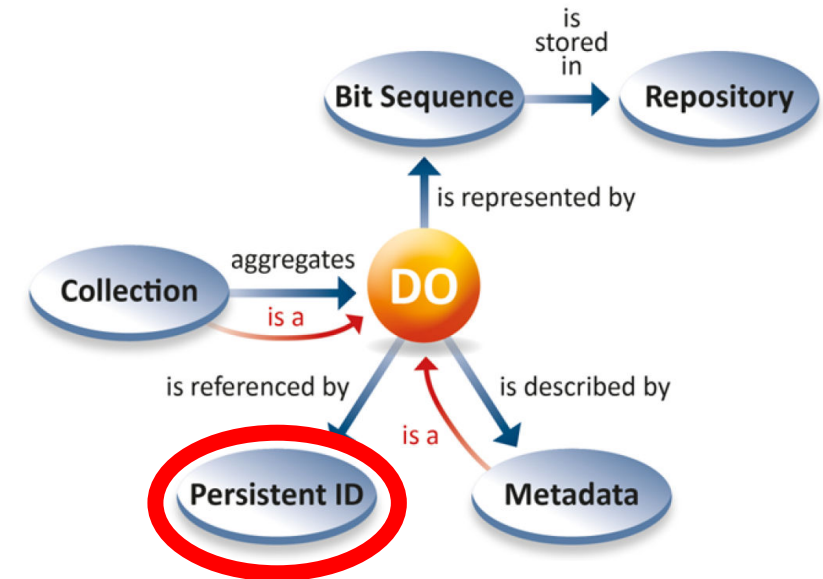 is
stored
in
Bit Sequence
Repository
is represented by
aggregates
Collection
DO
is a
is referenced by
is described by
is a
Persistent ID
Metadata